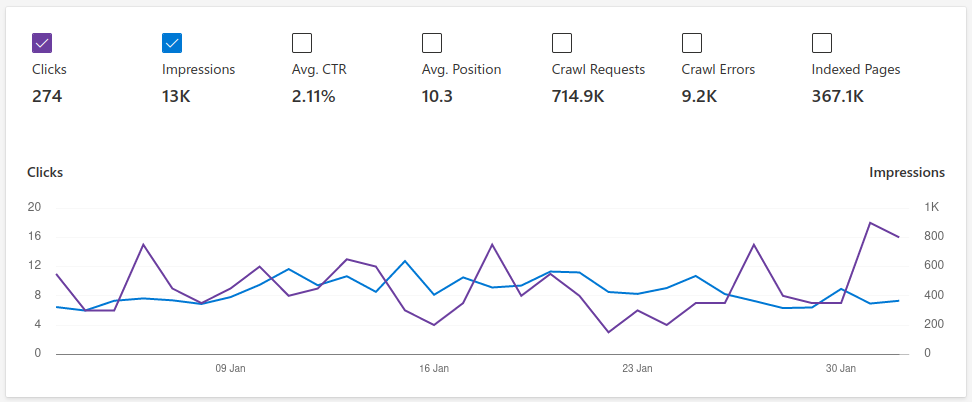 Clicks Impressions Avg. CTR Avg. Position Crawl Requests Crawl Errors Indexed Pages
274 13K 2.11% 10.3 714.9K 9.2K 367.1K
Clicks Impressions
20 1K
16 800
12 600
8 400
4 200
0 0
09 Jan 16 Jan 23 Jan 30 Jan